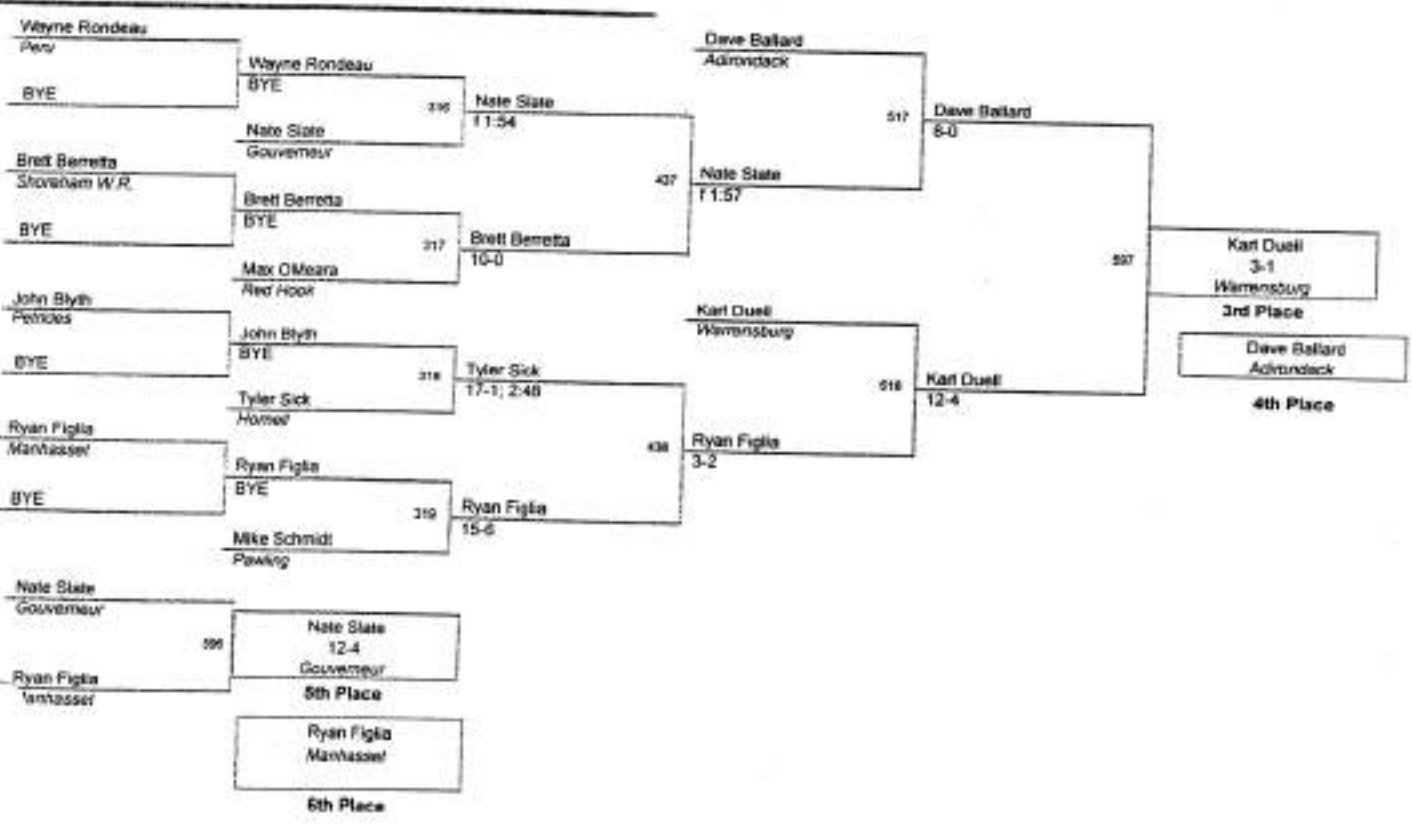 Wayne Rondeau
Peru
BYE
Brett Berretta
Shoreham W.R.
BYE
John Blyth
Petrides
BYE
Ryan Figlia
Manhasset
BYE
Wayne Rondeau
BYE
316
Nate Slate
Gouverneur
Brett Berretta
BYE
317
Max OMeara
Red Hook
John Blyth
BYE
318
Tyler Sick
Hornell
Ryan Figlia
BYE
319
Mike Schmidt
Pawling
Nate Slate
f 1:54
437
Brett Berretta
10-0
Tyler Sick
17-1; 2:48
438
Ryan Figlia
15-6
Dave Ballard
Adirondack
517
Nate Slate
f 1:57
Karl Duell
Warrensburg
518
Ryan Figlia
3-2
Dave Ballard
597
Karl Duell
12-4
Karl Duell
3-1
Warrensburg
3rd Place
Dave Ballard
Adirondack
4th Place
Nate Slate
Gouverneur
596
Ryan Figlia
anhasset
Nate Slate
12-4
Gouverneur
5th Place
Ryan Figlia
Manhasset
6th Place